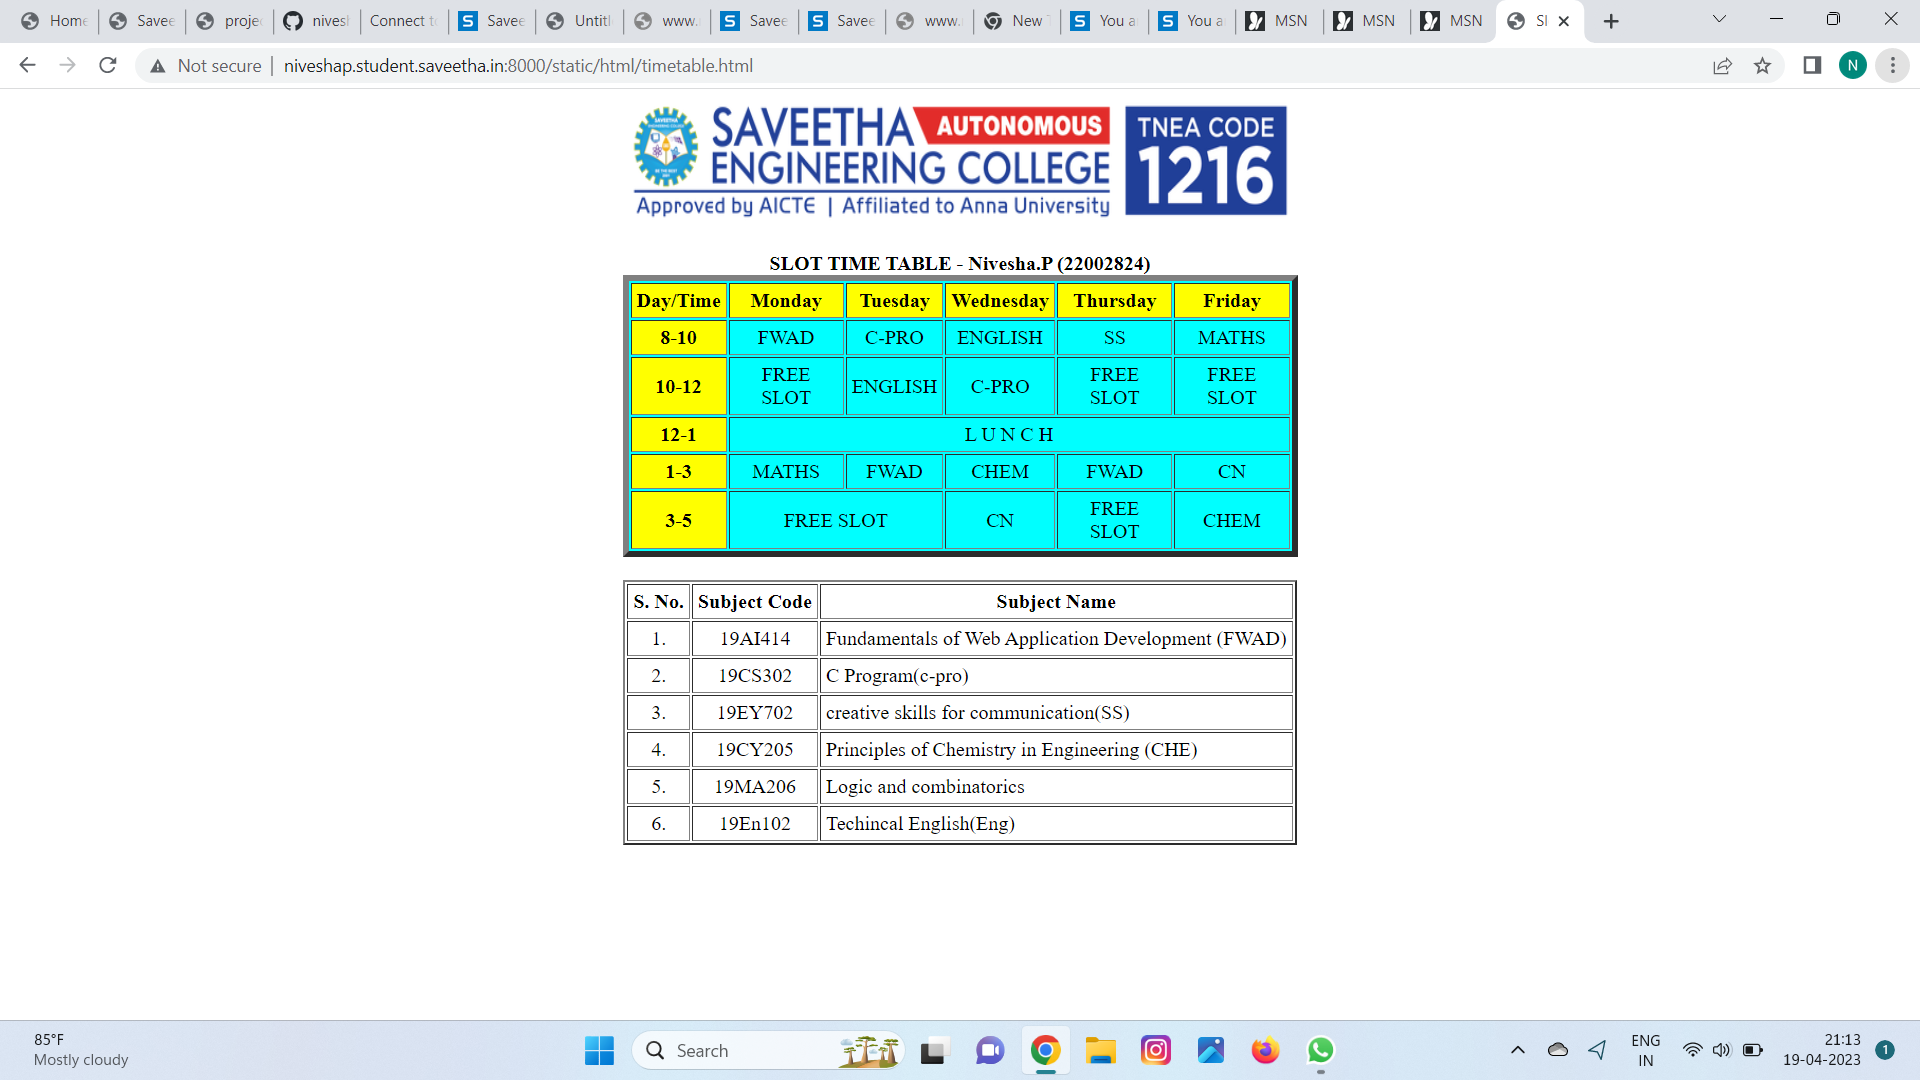 Home
Savee
projec
nivesl
Connect to
Savee
Untitl
www.
Savee
Savee
www.
New T
You a
You a
MSN
MSN
MSN
Sl
Not secure | niveshap.student.saveetha.in:8000/static/html/timetable.html
N
SAVEETHA AUTONOMOUS
ENGINEERING COLLEGE
Approved by AICTE | Affiliated to Anna University
TNEA CODE
1216
SLOT TIME TABLE - Nivesha.P (22002824)
Day/Time Monday Tuesday Wednesday Thursday Friday
8-10 FWAD C-PRO ENGLISH SS MATHS
10-12 FREE SLOT ENGLISH C-PRO FREE SLOT FREE SLOT
12-1 L U N C H
1-3 MATHS FWAD CHEM FWAD CN
3-5 FREE SLOT CN FREE SLOT CHEM
S. No. Subject Code Subject Name
1. 19AI414 Fundamentals of Web Application Development (FWAD)
2. 19CS302 C Program(c-pro)
3. 19EY702 creative skills for communication(SS)
4. 19CY205 Principles of Chemistry in Engineering (CHE)
5. 19MA206 Logic and combinatorics
6. 19En102 Techincal English(Eng)
85°F
Mostly cloudy
Search
ENG
IN
21:13
19-04-2023
1